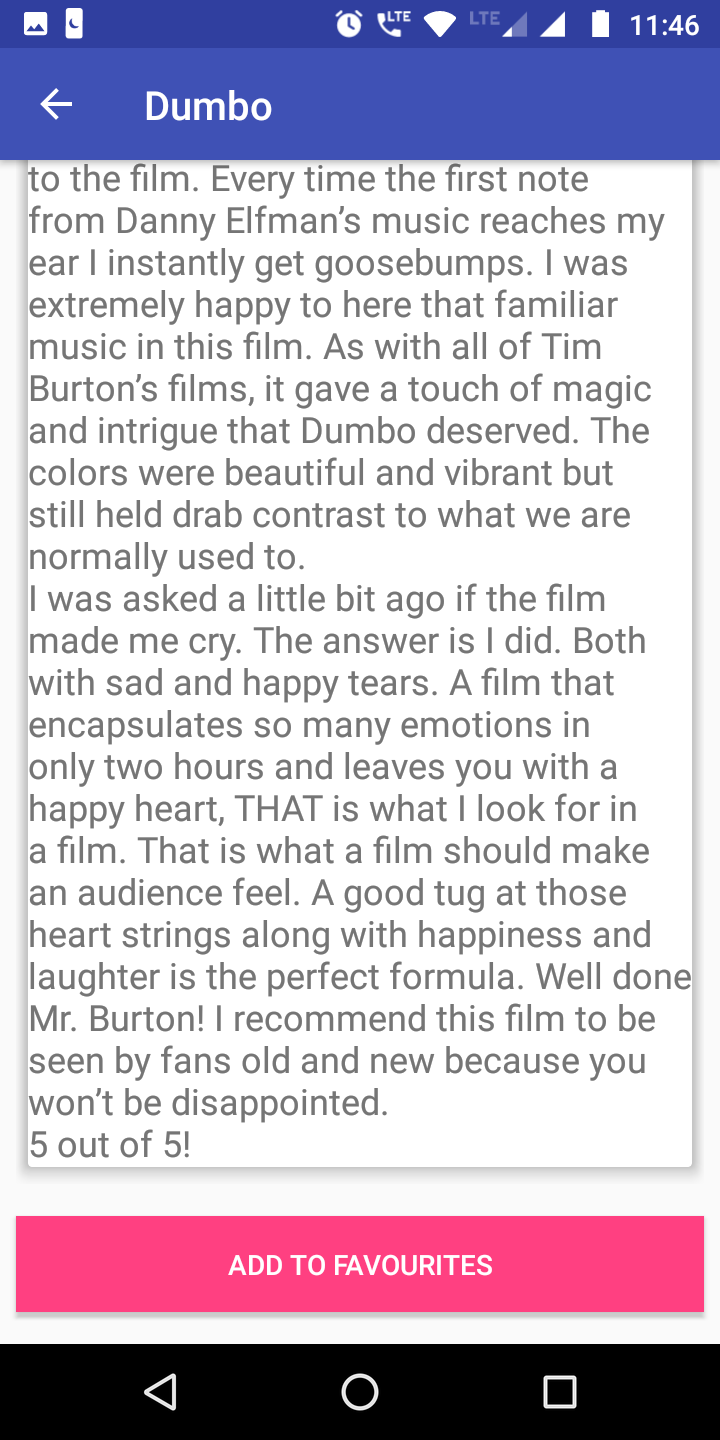 LTE LTE 11:46
Dumbo
to the film. Every time the first note
from Danny Elfman’s music reaches my
ear I instantly get goosebumps. I was
extremely happy to here that familiar
music in this film. As with all of Tim
Burton’s films, it gave a touch of magic
and intrigue that Dumbo deserved. The
colors were beautiful and vibrant but
still held drab contrast to what we are
normally used to.
I was asked a little bit ago if the film
made me cry. The answer is I did. Both
with sad and happy tears. A film that
encapsulates so many emotions in
only two hours and leaves you with a
happy heart, THAT is what I look for in
a film. That is what a film should make
an audience feel. A good tug at those
heart strings along with happiness and
laughter is the perfect formula. Well done
Mr. Burton! I recommend this film to be
seen by fans old and new because you
won’t be disappointed.
5 out of 5!
ADD TO FAVOURITES